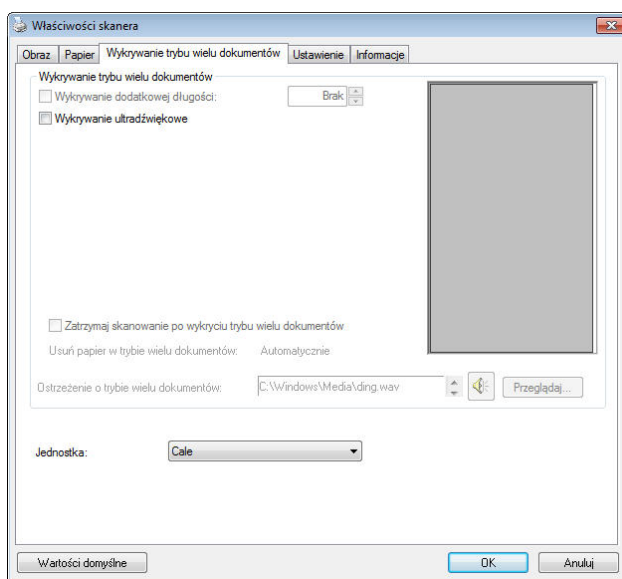 Właściwości skanera
Obraz Papier Wykrywanie trybu wielu dokumentów Ustawienie Informacje
Wykrywanie trybu wielu dokumentów
Wykrywanie dodatkowej długości: Brak
Wykrywanie ultradźwiękowe
Zatrzymaj skanowanie po wykryciu trybu wielu dokumentów
Usuń papier w trybie wielu dokumentów: Automatycznie
Ostrzeżenie o trybie wielu dokumentów: C:\Windows\Media\ding.wav Przeglądaj...
Jednostka: Cale
Wartości domyślne OK Anuluj